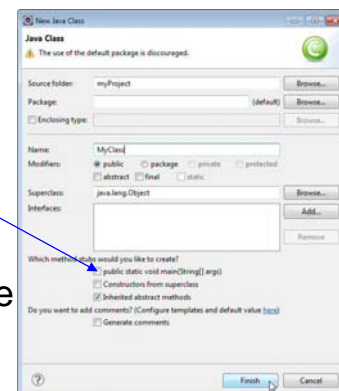 New Java Class
Java Class
The use of the default package is discouraged.
Source folder: myProject Browse...
Package: (default) Browse...
Enclosing type: Browse...
Name: MyClass
Modifiers: public package private protected
abstract final static
Superclass: java.lang.Object Browse...
Interfaces: Add...
Remove
Which method stubs would you like to create?
public static void main(String[] args)
Constructors from superclass
e
Inherited abstract methods
Do you want to add comments? (Configure templates and default value here)
Generate comments
? Finish Cancel